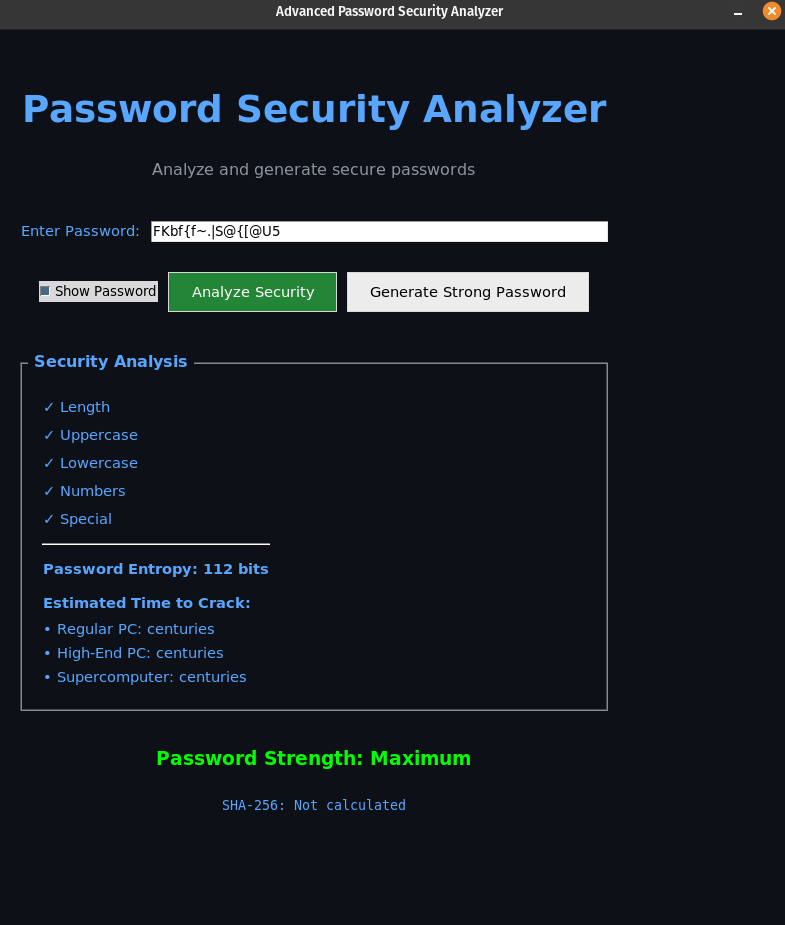 Advanced Password Security Analyzer
Password Security Analyzer
Analyze and generate secure passwords
Enter Password: FKbf{f~.|S@{[@U5
Show Password Analyze Security Generate Strong Password
Security Analysis
✓ Length
✓ Uppercase
✓ Lowercase
✓ Numbers
✓ Special
Password Entropy: 112 bits
Estimated Time to Crack:
• Regular PC: centuries
• High-End PC: centuries
• Supercomputer: centuries
Password Strength: Maximum
SHA-256: Not calculated